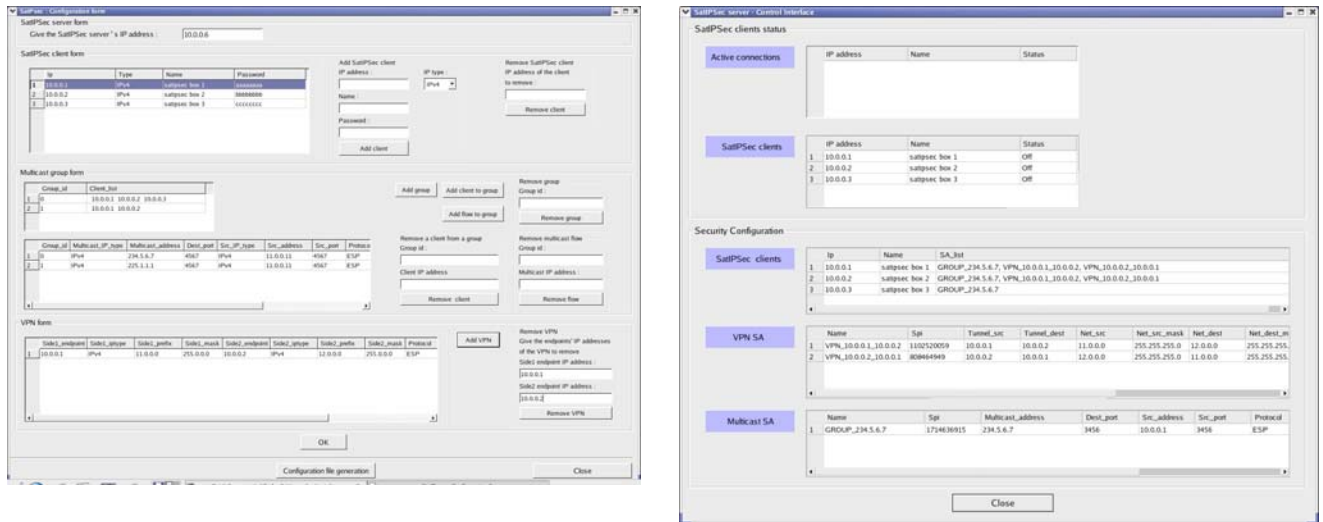 SatIPsec - Configuration form
SatIPSec server form
Give the SatIPSec server's IP address : 10.0.0.6
SatIPSec client form
Ip Type Name Password
1 10.0.0.1 IPv4 satipsec box 1
2 10.0.0.2 IPv4 satipsec box 2
3 10.0.0.3 IPv4 satipsec box 3 cccccccc
Add SatIPSec client
IP address : IP type :
IPv4
Name :
Password :
Add client
Remove SatIPSec client
IP address of the client
to remove :
Remove client
Multicast group form
Group_id Client_list
1 0 10.0.0.1 10.0.0.2 10.0.0.3
2 1 10.0.0.1 10.0.0.2
Add group Add client to group
Add flow to group
Remove group
Group id :
Remove group
Group_id Multicast_IP_type Multicast_address Dest_port Src_IP_type Src_address Src_port Protoco
1 0 IPv4 234.5.6.7 4567 IPv4 11.0.0.11 4567 ESP
2 1 IPv4 225.1.1.1 4567 IPv4 11.0.0.11 4567 ESP
Remove a client from a group
Group id :
Client IP address
Remove client
Remove multicast flow
Group id :
Multicast IP address :
Remove flow
VPN form
Side1_endpoint Side1_iptype Side1_prefix Side1_mask Side2_endpoint Side2_iptype Side2_prefix Side2_mask Protocol
1 10.0.0.1 IPv4 11.0.0.0 255.0.0.0 10.0.0.2 IPv4 12.0.0.0 255.0.0.0 ESP
Add VPN
Remove VPN
Give the endpoints' IP addresses
of the VPN to remove
Side1 endpoint IP address :
10.0.0.1
Side2 endpoint IP address :
10.0.0.2
Remove VPN
OK
Configuration file generation
Close
SatIPSec server - Control Interface
SatIPSec clients status
Active connections
IP address Name Status
SatIPSec clients
IP address Name Status
1 10.0.0.1 satipsec box 1 Off
2 10.0.0.2 satipsec box 2 Off
3 10.0.0.3 satipsec box 3 Off
Security Configuration
SatIPSec clients
Ip Name SA_list
1 10.0.0.1 satipsec box 1 GROUP_234.5.6.7, VPN_10.0.0.1_10.0.0.2, VPN_10.0.0.2_10.0.0.1
2 10.0.0.2 satipsec box 2 GROUP_234.5.6.7, VPN_10.0.0.1_10.0.0.2, VPN_10.0.0.2_10.0.0.1
3 10.0.0.3 satipsec box 3 GROUP_234.5.6.7
VPN SA
Name Spi Tunnel_src Tunnel_dest Net_src Net_src_mask Net_dest Net_dest_m
1 VPN_10.0.0.1_10.0.0.2 1102520059 10.0.0.1 10.0.0.2 11.0.0.0 255.255.255.0 12.0.0.0 255.255.255.
2 VPN_10.0.0.2_10.0.0.1 808464949 10.0.0.2 10.0.0.1 12.0.0.0 255.255.255.0 11.0.0.0 255.255.255.
Multicast SA
Name Spi Multicast_address Dest_port Src_address Src_port Protocol
1 GROUP_234.5.6.7 1714636915 234.5.6.7 3456 10.0.0.1 3456 ESP
Close